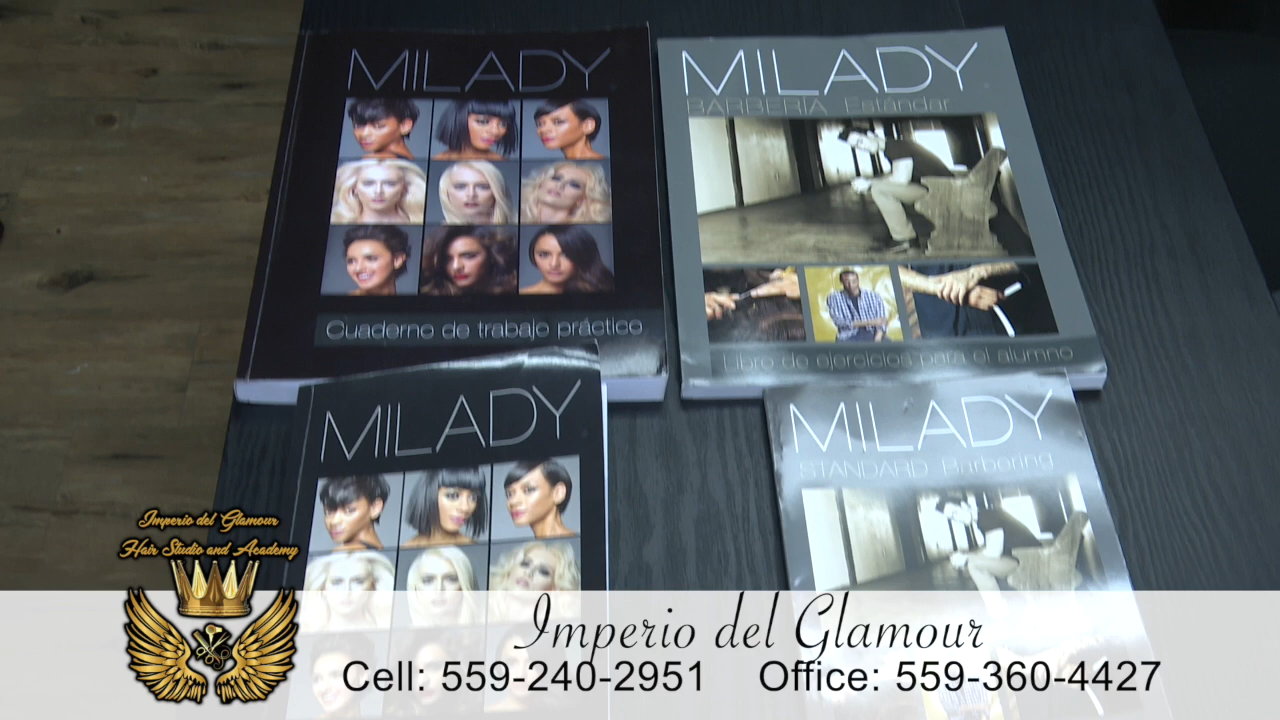 MILADY
Cuaderno de trabajo práctico
MILADY
BARBERÍA Estándar
Libro de ejercicios para el alumno
MILADY
MILADY
STANDARD Barbering
Imperio del Glamour
Hair Studio and Academy
Imperio del Glamour
Cell: 559-240-2951 Office: 559-360-4427